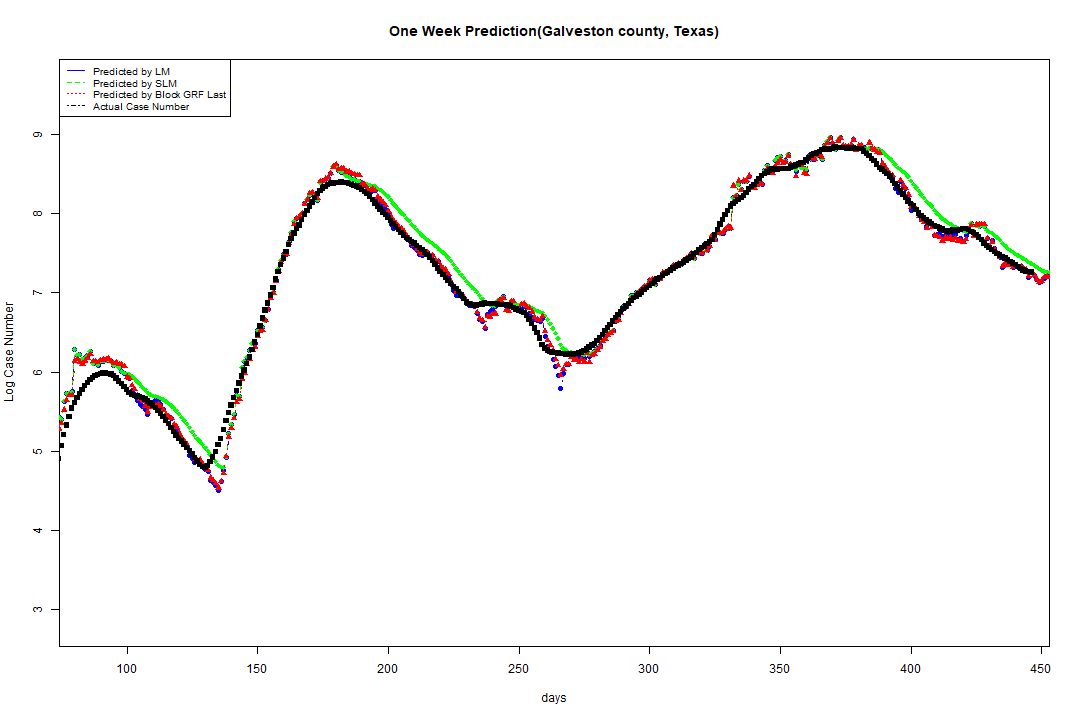 One Week Prediction(Galveston county, Texas)
Predicted by LM
Predicted by SLM
Predicted by Block GRF Last
Actual Case Number
Log Case Number
9
8
7
6
5
4
3
100 150 200 250 300 350 400 450
days